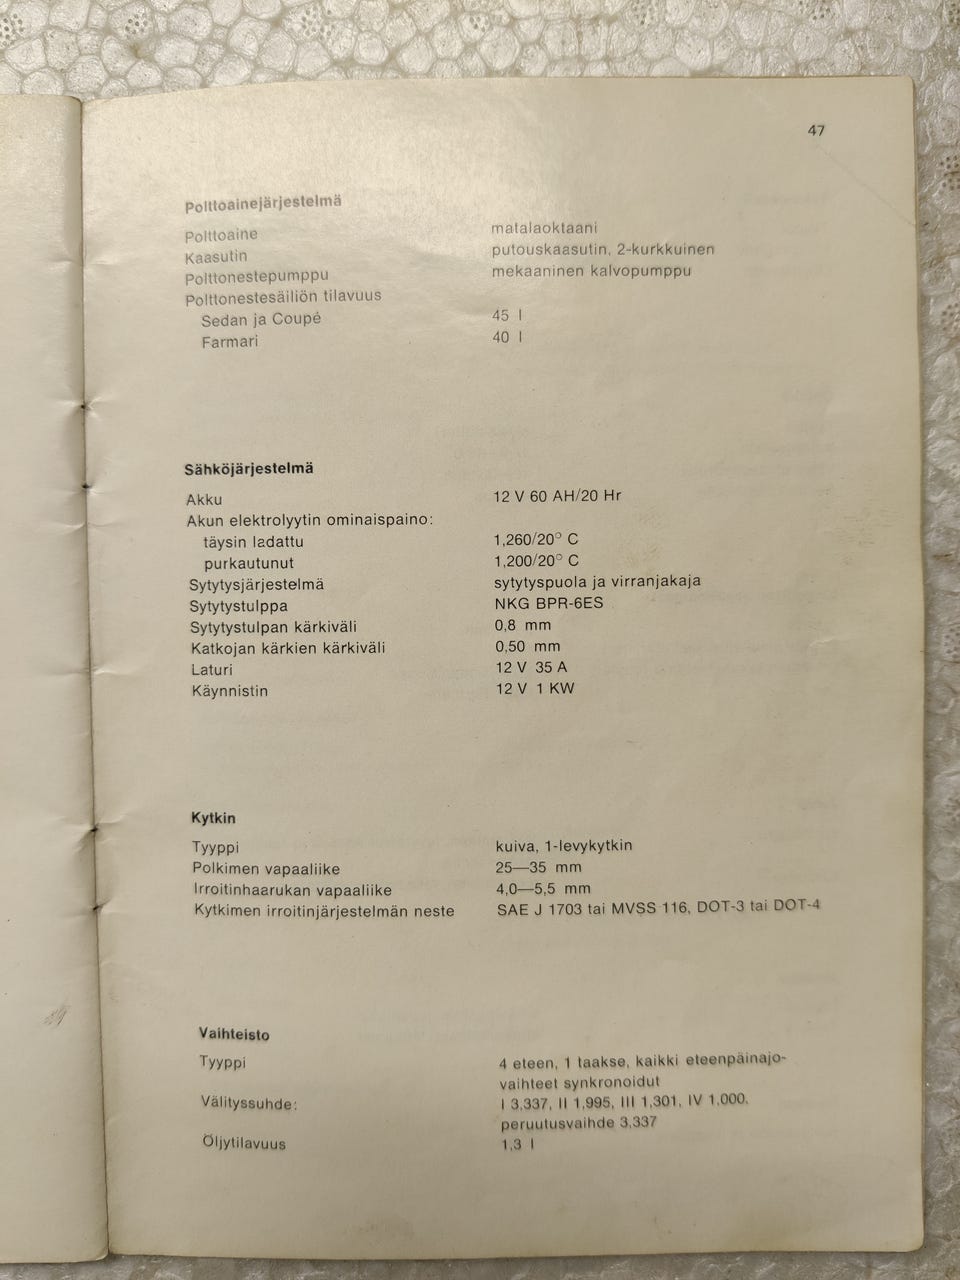 47
Polttoainejärjestelmä
Polttoaine matalaoktaani
Kaasutin putouskaasutin, 2-kurkkuinen
Polttonestepumppu mekaaninen kalvopumppu
Polttonestesäiliön tilavuus
Sedan ja Coupé 45 l
Farmari 40 l
Sähköjärjestelmä
Akku 12 V 60 AH/20 Hr
Akun elektrolyytin ominaispaino:
täysin ladattu 1,260/20° C
purkautunut 1,200/20° C
Sytytysjärjestelmä sytytyspuola ja virranjakaja
Sytytystulppa NKG BPR-6ES
Sytytystulpan kärkiväli 0,8 mm
Katkojan kärkien kärkiväli 0,50 mm
Laturi 12 V 35 A
Käynnistin 12 V 1 KW
Kytkin
Tyyppi kuiva, 1-levykytkin
Polkimen vapaaliike 25—35 mm
Irroitinhaarukan vapaaliike 4,0—5,5 mm
Kytkimen irroitinjärjestelmän neste SAE J 1703 tai MVSS 116, DOT-3 tai DOT-4
Vaihteisto
Tyyppi 4 eteen, 1 taakse, kaikki eteenpäinajo-
vaihteet synkronoidut
Välityssuhde: I 3,337, II 1,995, III 1,301, IV 1,000,
peruutusvaihde 3,337
Öljytilavuus 1,3 l